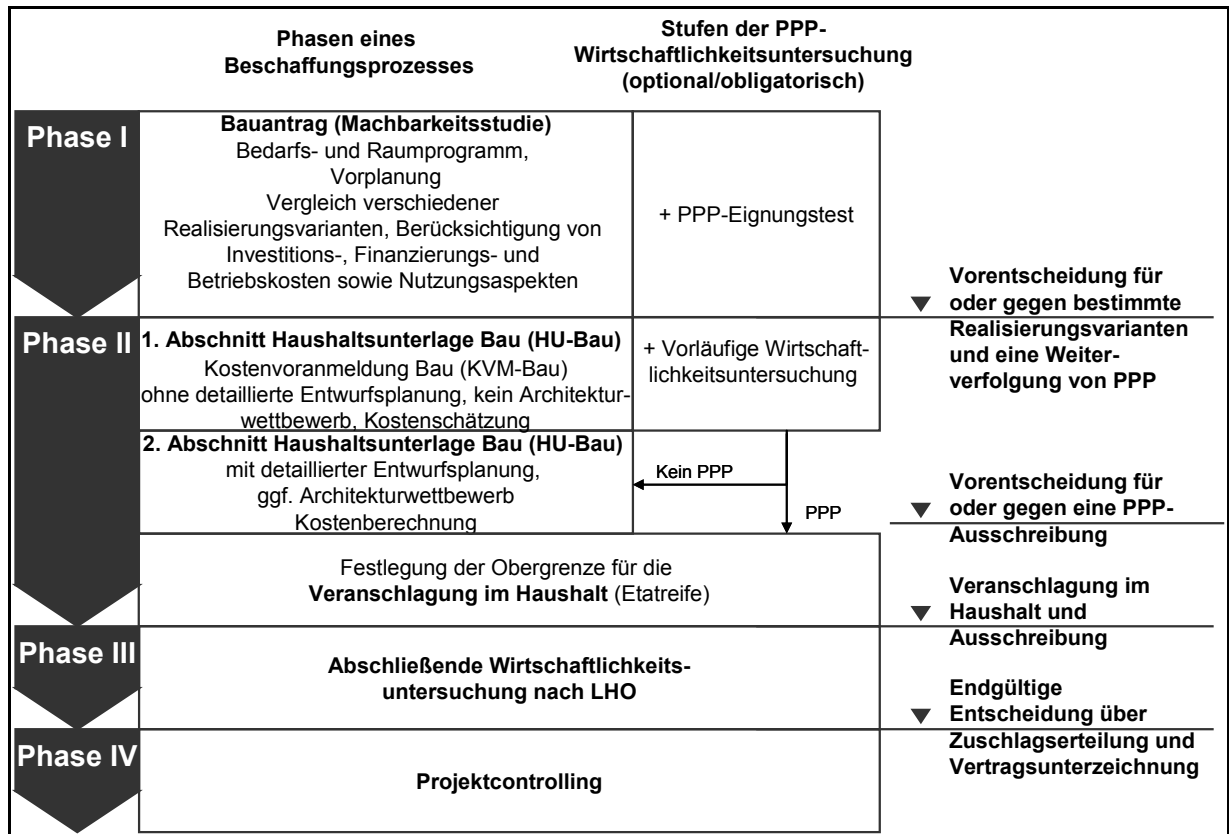 Phasen eines
Beschaffungsprozesses
Stufen der PPP-
Wirtschaftlichkeitsuntersuchung
(optional/obligatorisch)
Phase I
Bauantrag (Machbarkeitsstudie)
Bedarfs- und Raumprogramm,
Vorplanung
Vergleich verschiedener
Realisierungsvarianten, Berücksichtigung von
Investitions-, Finanzierungs- und
Betriebskosten sowie Nutzungsaspekten
+ PPP-Eignungstest
Vorentscheidung für
oder gegen bestimmte
Realisierungsvarianten
und eine Weiter-
verfolgung von PPP
Phase II
1. Abschnitt Haushaltsunterlage Bau (HU-Bau)
Kostenvoranmeldung Bau (KVM-Bau)
ohne detaillierte Entwurfsplanung, kein Architektur-
wettbewerb, Kostenschätzung
+ Vorläufige Wirtschaft-
lichkeitsuntersuchung
2. Abschnitt Haushaltsunterlage Bau (HU-Bau)
mit detaillierter Entwurfsplanung,
ggf. Architekturwettbewerb
Kostenberechnung
Kein PPP
PPP
Vorentscheidung für
oder gegen eine PPP-
Ausschreibung
Festlegung der Obergrenze für die
Veranschlagung im Haushalt (Etatreife)
Veranschlagung im
Haushalt und
Ausschreibung
Phase III
Abschließende Wirtschaftlichkeits-
untersuchung nach LHO
Endgültige
Entscheidung über
Zuschlagserteilung und
Vertragsunterzeichnung
Phase IV
Projektcontrolling